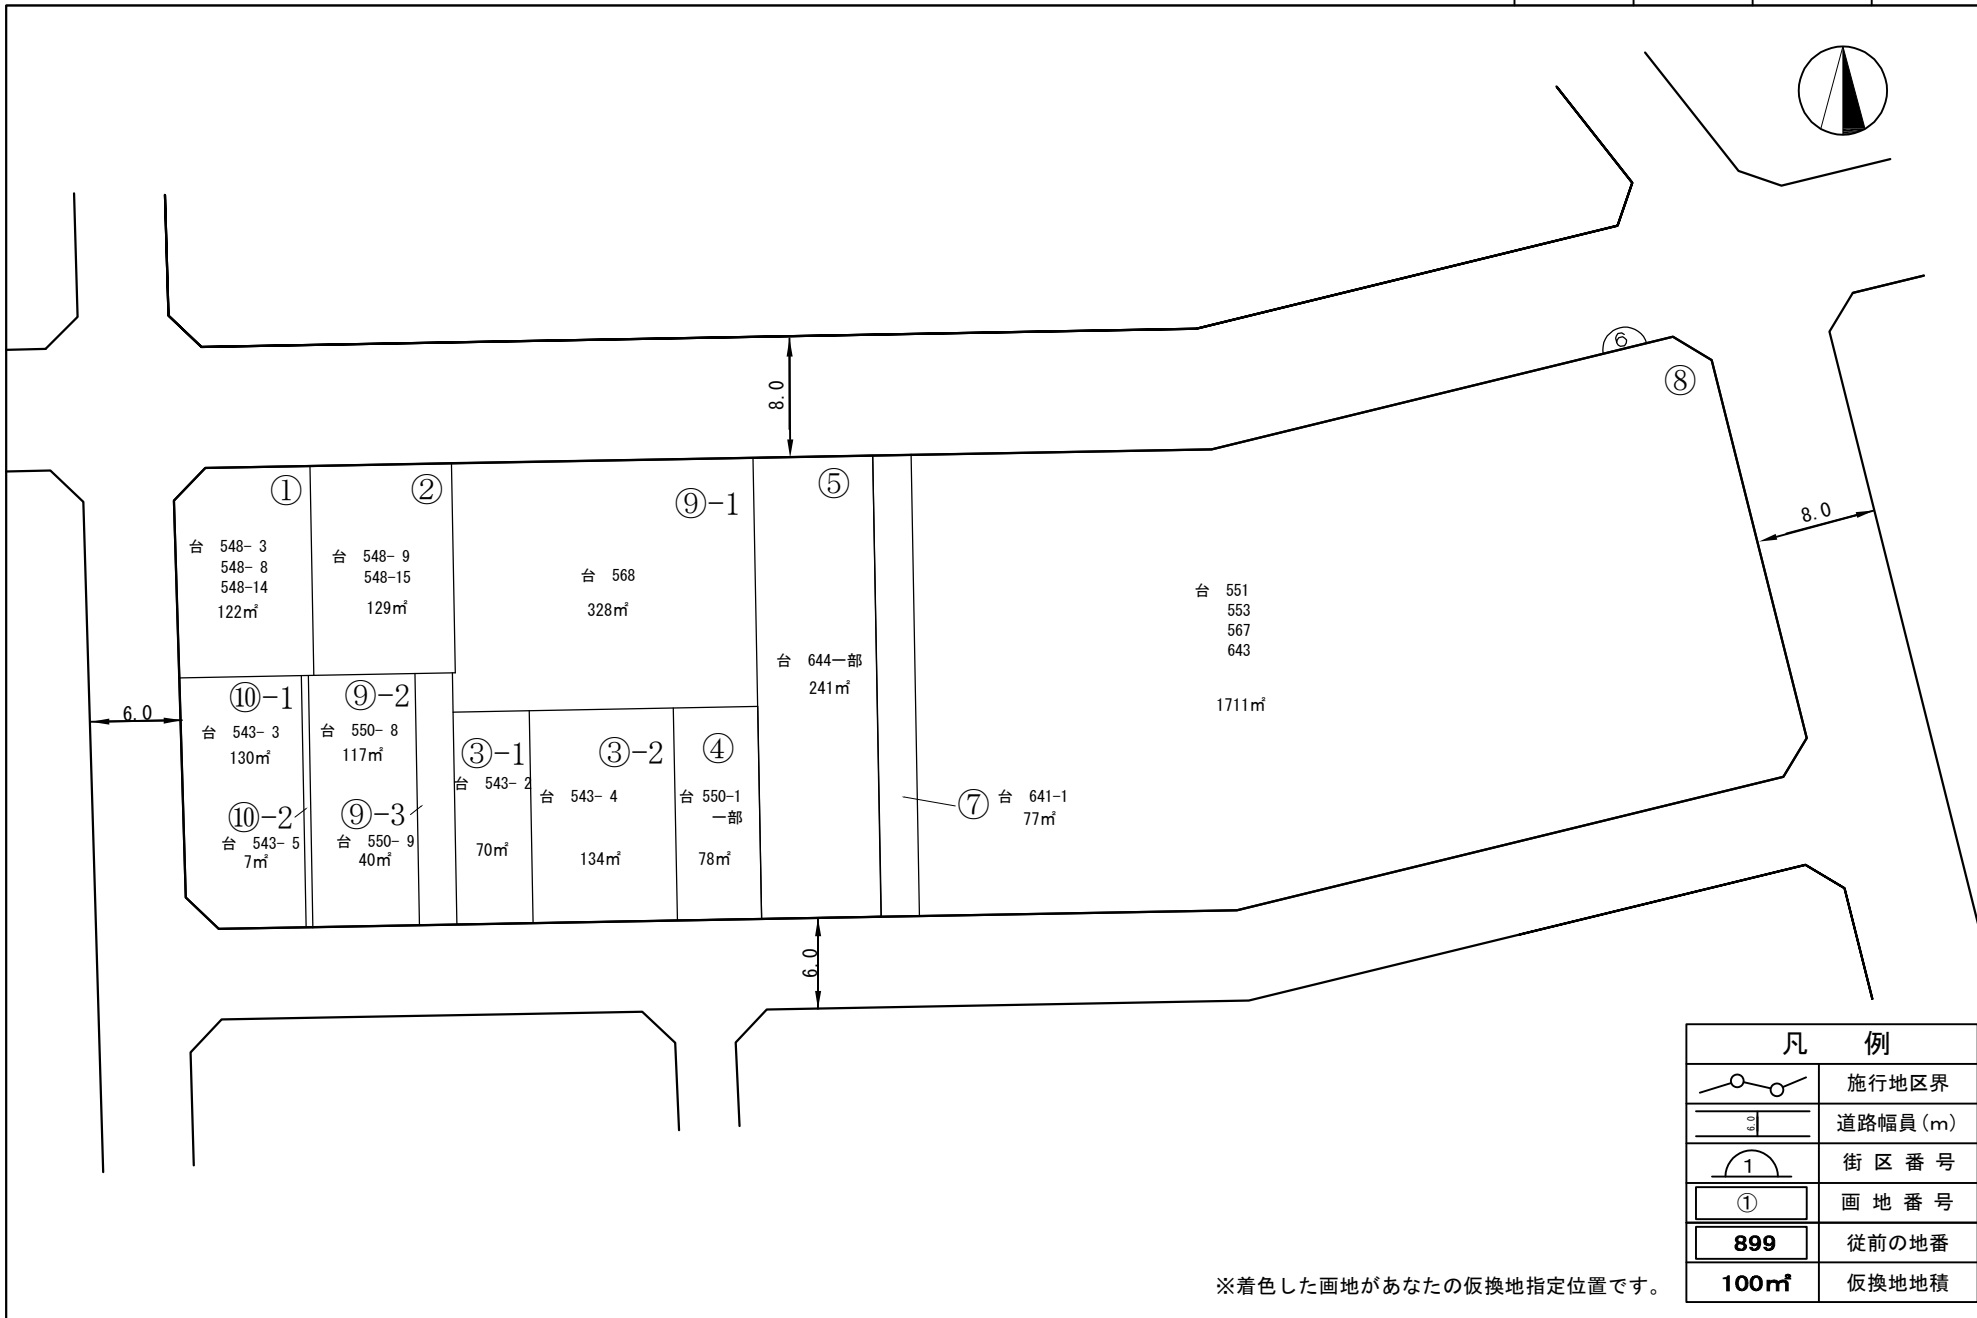 6
⑧
8.0
8.0
①
台 548- 3
548- 8
548-14
122㎡
②
台 548- 9
548-15
129㎡
⑨-1
台 568
328㎡
⑤
台 644一部
241㎡
台 551
553
567
643
1711㎡
6.0
⑩-1
台 543- 3
130㎡
⑩-2
台 543- 5
7㎡
⑨-2
台 550- 8
117㎡
⑨-3
台 550- 9
40㎡
③-1
台 543- 2
70㎡
③-2
台 543- 4
134㎡
④
台 550-1
一部
78㎡
⑦ 台 641-1
77㎡
6.0
凡 例
施行地区界
6.0 道路幅員(m)
1 街区番号
① 画地番号
899 従前の地番
100㎡ 仮換地地積
※着色した画地があなたの仮換地指定位置です。